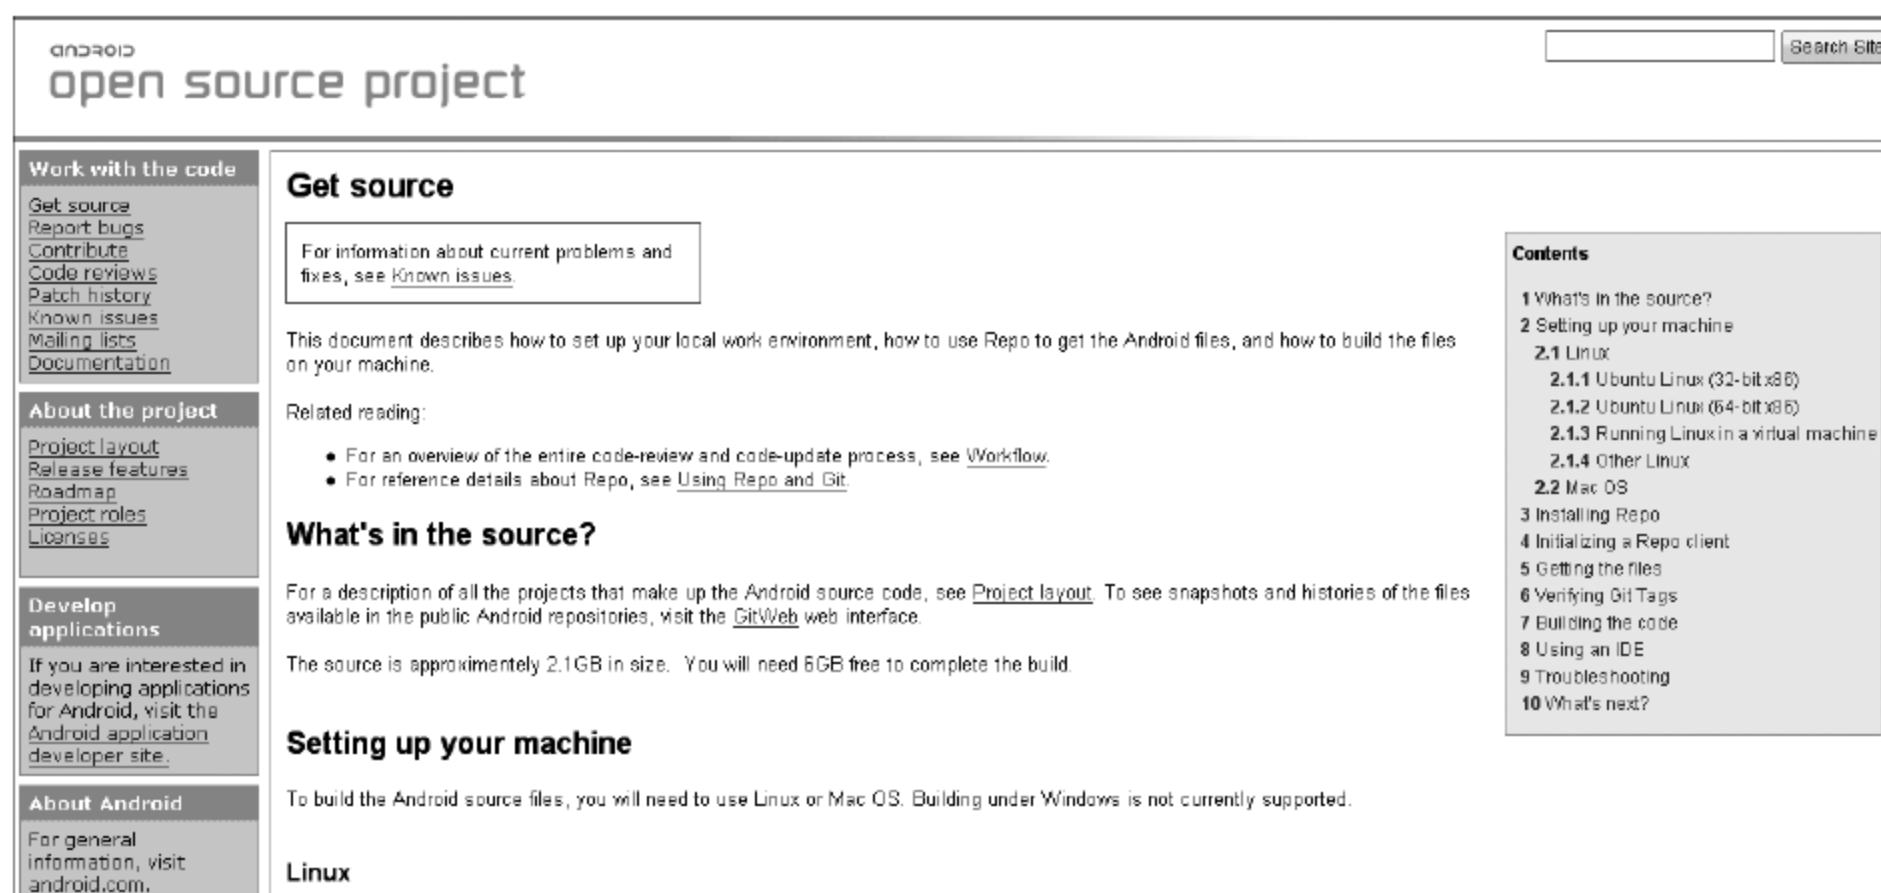 android
open source project
Search Site
Work with the code
Get source
Report bugs
Contribute
Code reviews
Patch history
Known issues
Mailing lists
Documentation
About the project
Project layout
Release features
Roadmap
Project roles
Licenses
Develop
applications
If you are interested in
developing applications
for Android, visit the
Android application
developer site.
About Android
For general
information, visit
android.com.
Get source
For information about current problems and
fixes, see Known issues.
This document describes how to set up your local work environment, how to use Repo to get the Android files, and how to build the files
on your machine.
Related reading:
• For an overview of the entire code-review and code-update process, see Workflow.
• For reference details about Repo, see Using Repo and Git.
What's in the source?
For a description of all the projects that make up the Android source code, see Project layout. To see snapshots and histories of the files
available in the public Android repositories, visit the GitWeb web interface.
The source is approximately 2.1GB in size. You will need 6GB free to complete the build.
Setting up your machine
To build the Android source files, you will need to use Linux or Mac OS. Building under Windows is not currently supported.
Linux
Contents
1 What's in the source?
2 Setting up your machine
2.1 Linux
2.1.1 Ubuntu Linux (32-bit x86)
2.1.2 Ubuntu Linux (64-bit x86)
2.1.3 Running Linux in a virtual machine
2.1.4 Other Linux
2.2 Mac OS
3 Installing Repo
4 Initializing a Repo client
5 Getting the files
6 Verifying Git Tags
7 Building the code
8 Using an IDE
9 Troubleshooting
10 What's next?